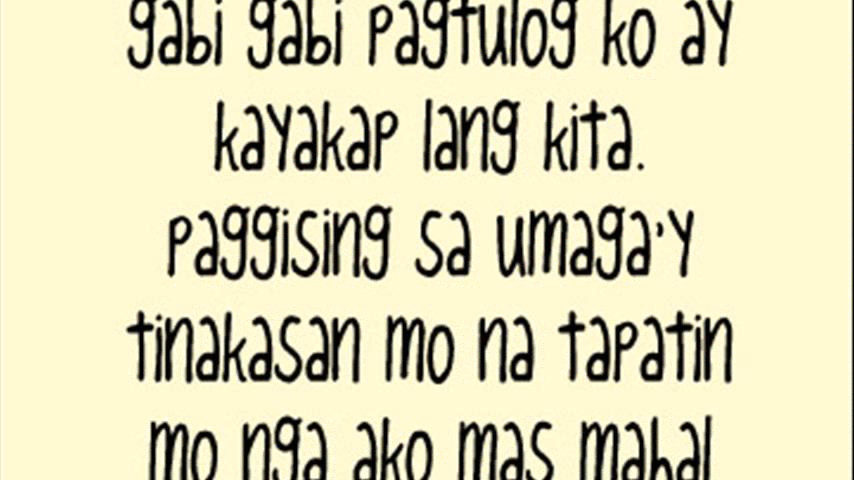 gabi gabi pagtulog ko ay
kayakap lang kita.
paggising sa umaga'y
tinakasan mo na tapatin
mo nga ako mas mahal